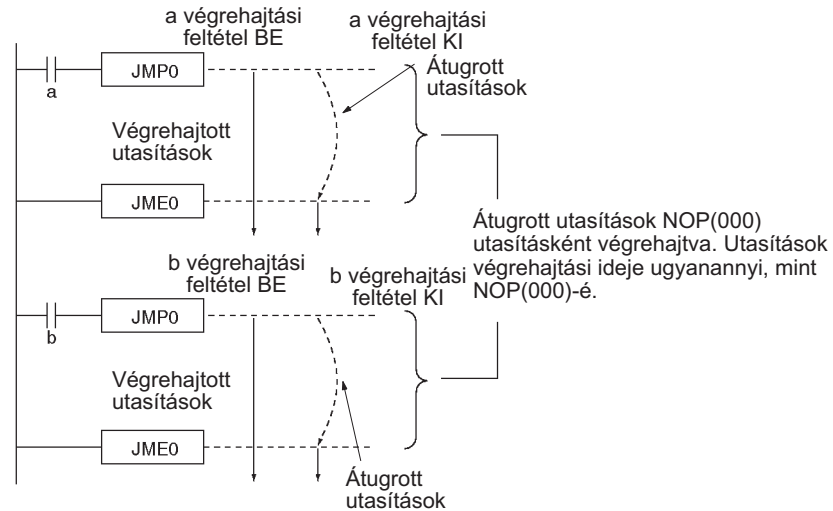 a végrehajtási
feltétel BE
a végrehajtási
feltétel KI
JMP0
a
Átugrott
utasítások
Végrehajtott
utasítások
JME0
Átugrott utasítások NOP(000)
utasításként végrehajtva. Utasítások
végrehajtási ideje ugyanannyi, mint
NOP(000)-é.
b végrehajtási
feltétel BE
b végrehajtási
feltétel KI
JMP0
b
Végrehajtott
utasítások
JME0
Átugrott
utasítások